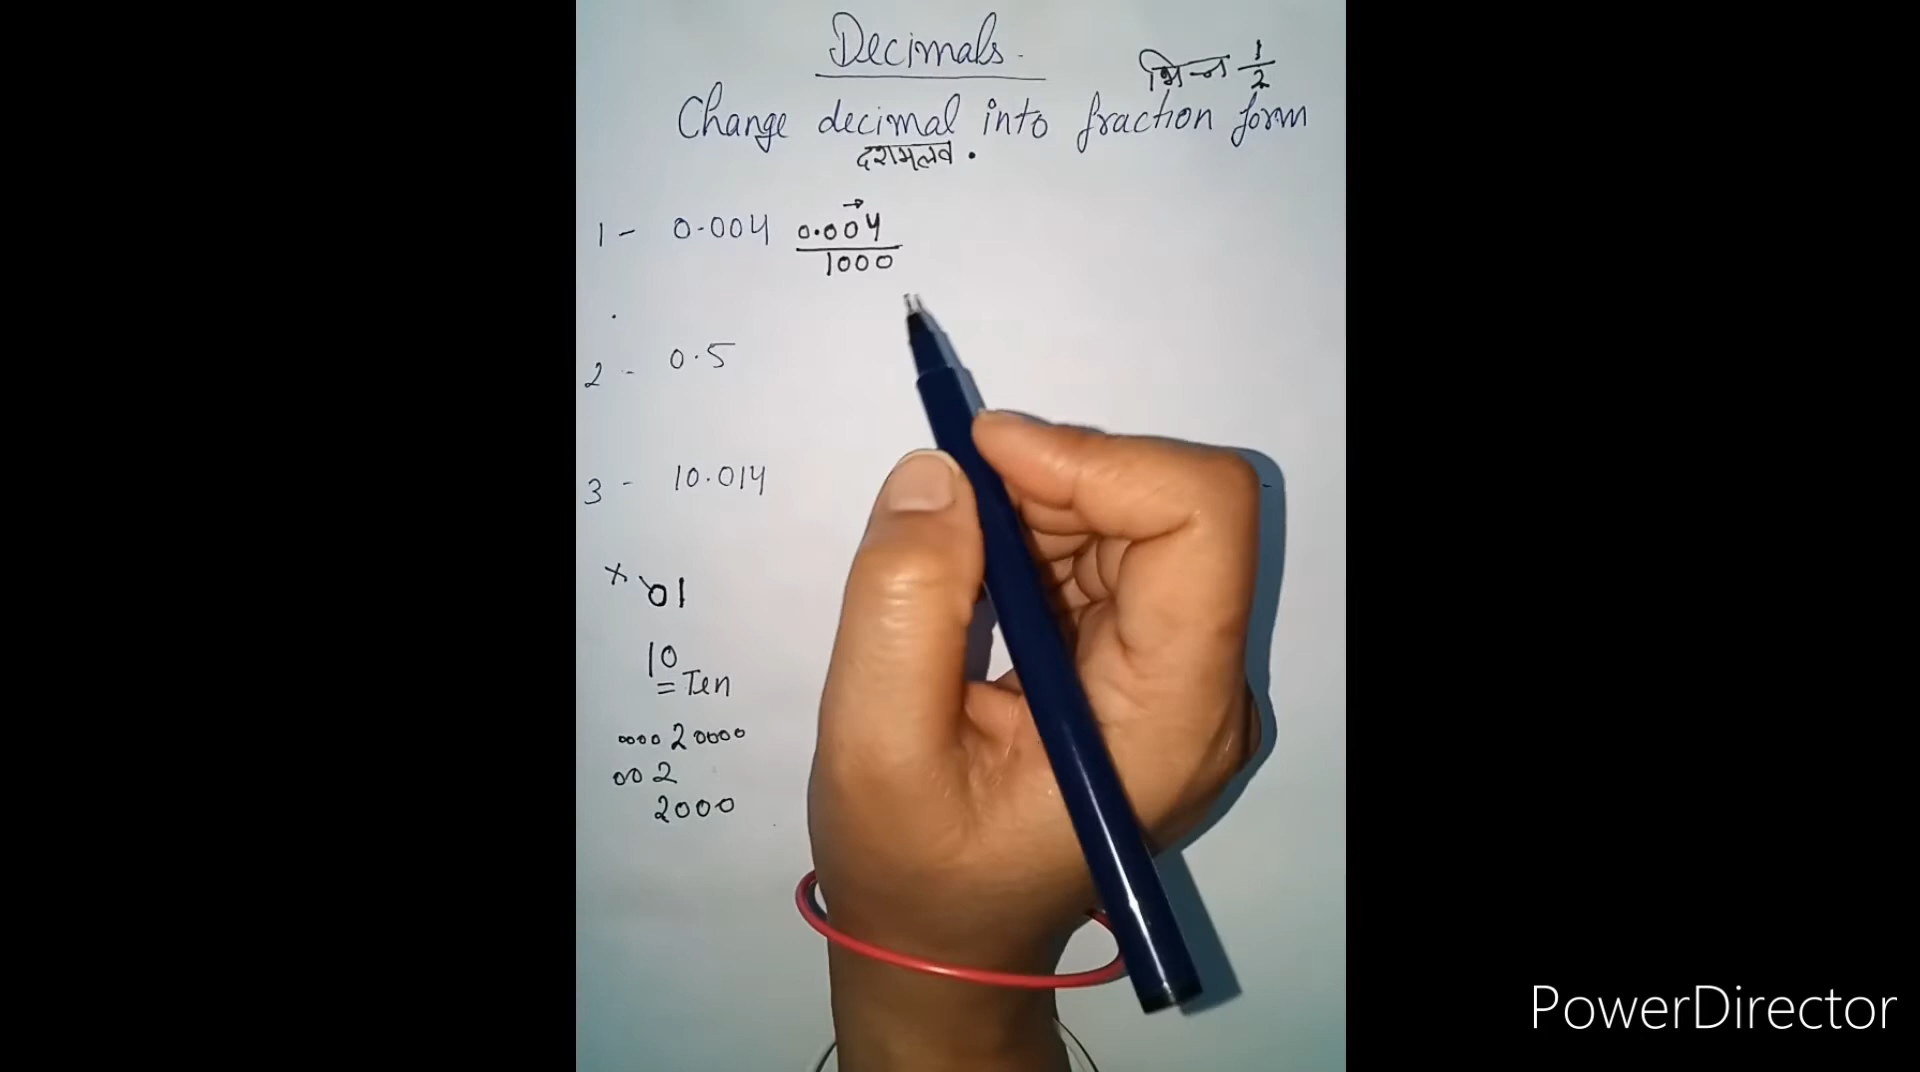 Decimals.
भिन्न 1/2
Change decimal into fraction form
दशमलव .
1 - 0.004 0.004/1000
2 - 0.5
3 - 10.014
x 01
10
= Ten
0000 2 0000
00 2
2000
PowerDirector